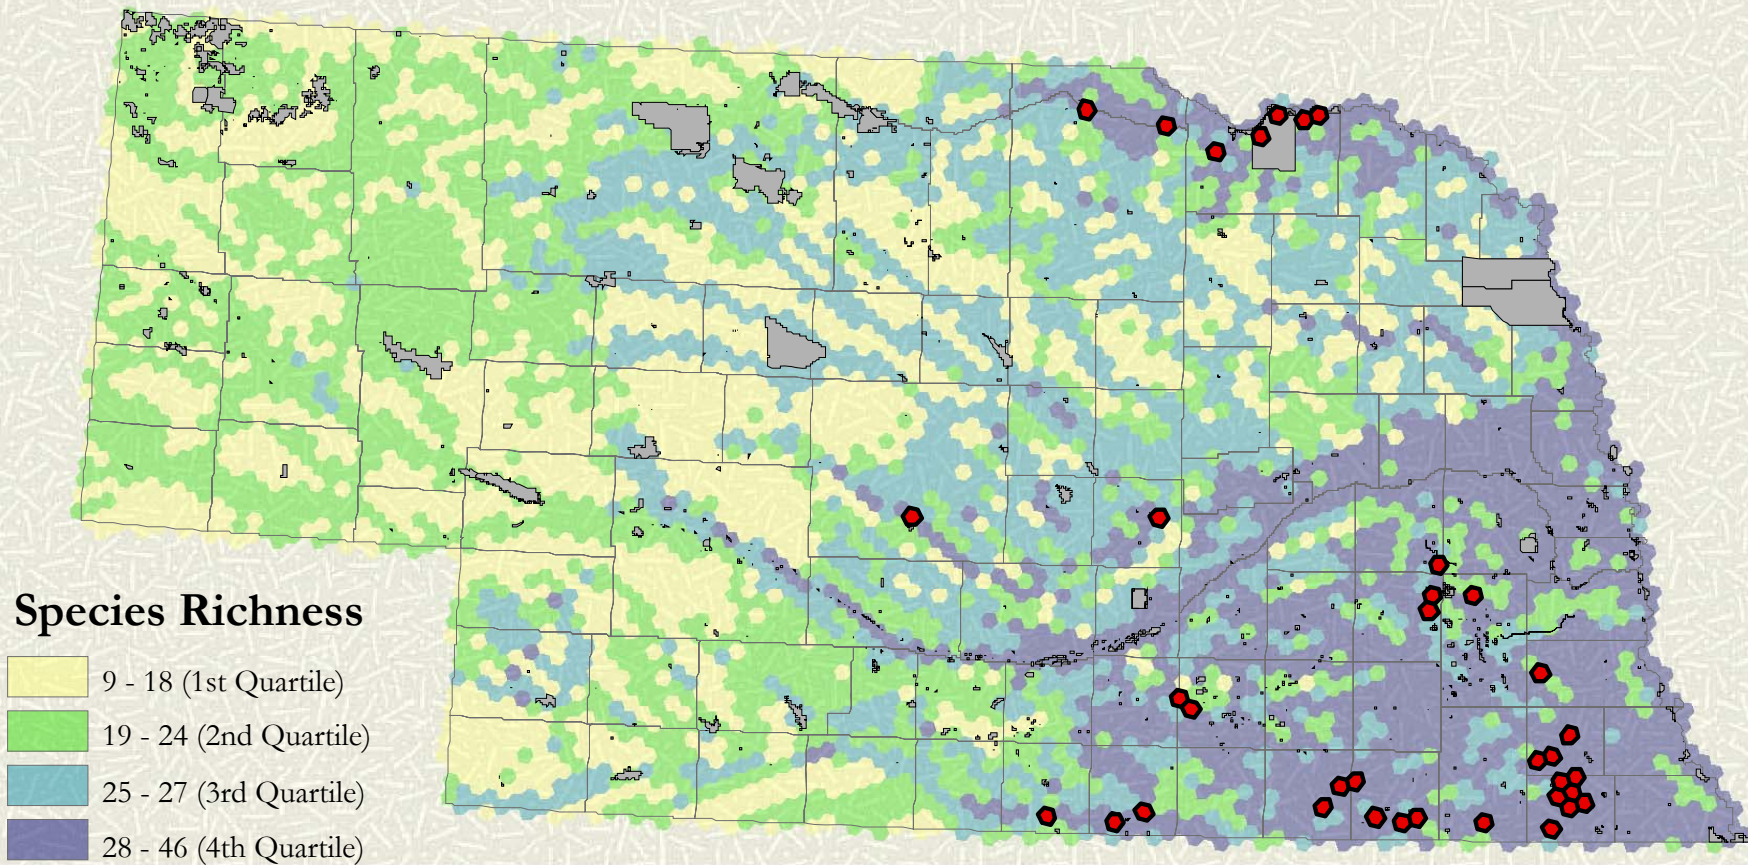 Species Richness
9 - 18 (1st Quartile)
19 - 24 (2nd Quartile)
25 - 27 (3rd Quartile)
28 - 46 (4th Quartile)